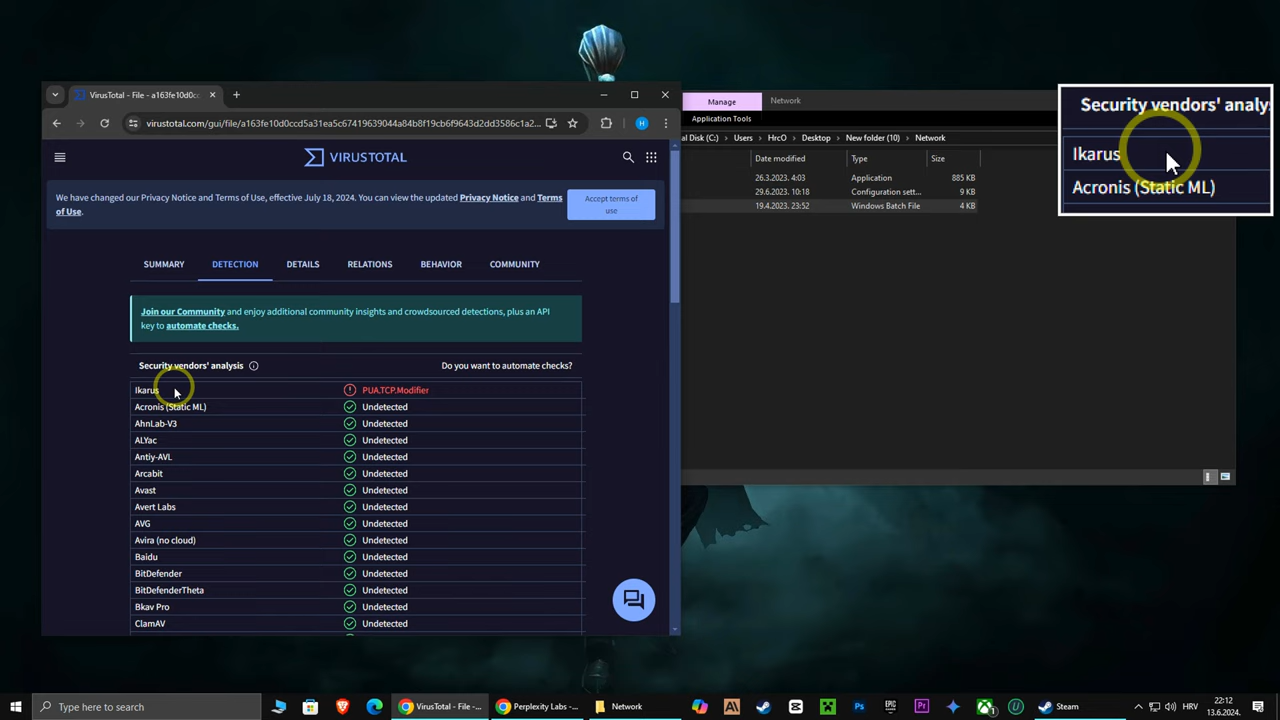 VirusTotal - File - a163fe10d0cc
virustotal.com/gui/file/a163fe10d0cc
H
VIRUSTOTAL
We have changed our Privacy Notice and Terms of Use, effective July 18, 2024. You can view the updated Privacy Notice and Terms
of Use.
Accept terms of
use
SUMMARY
DETECTION
DETAILS
RELATIONS
BEHAVIOR
COMMUNITY
Join our Community and enjoy additional community insights and crowdsourced detections, plus an API
key to automate checks.
Security vendors' analysis
Do you want to automate checks?
Ikarus PUA.TCP.Modifier
Acronis (Static ML) Undetected
AhnLab-V3 Undetected
ALYac Undetected
Antiy-AVL Undetected
Arcabit Undetected
Avast Undetected
Avert Labs Undetected
AVG Undetected
Avira (no cloud) Undetected
Baidu Undetected
BitDefender Undetected
BitDefenderTheta Undetected
Bkav Pro Undetected
ClamAV Undetected
Manage Network
Application Tools
al Disk (C:) > Users > HrcO > Desktop > New folder (10) > Network
Date modified Type Size
26.3.2023. 4:03 Application 885 KB
29.6.2023. 10:18 Configuration sett... 9 KB
19.4.2023. 23:52 Windows Batch File 4 KB
Security vendors' analy
Ikarus
Acronis (Static ML)
Type here to search
VirusTotal - File -...
Perplexity Labs -...
Network
Steam
HRV
22:12
13.6.2024.